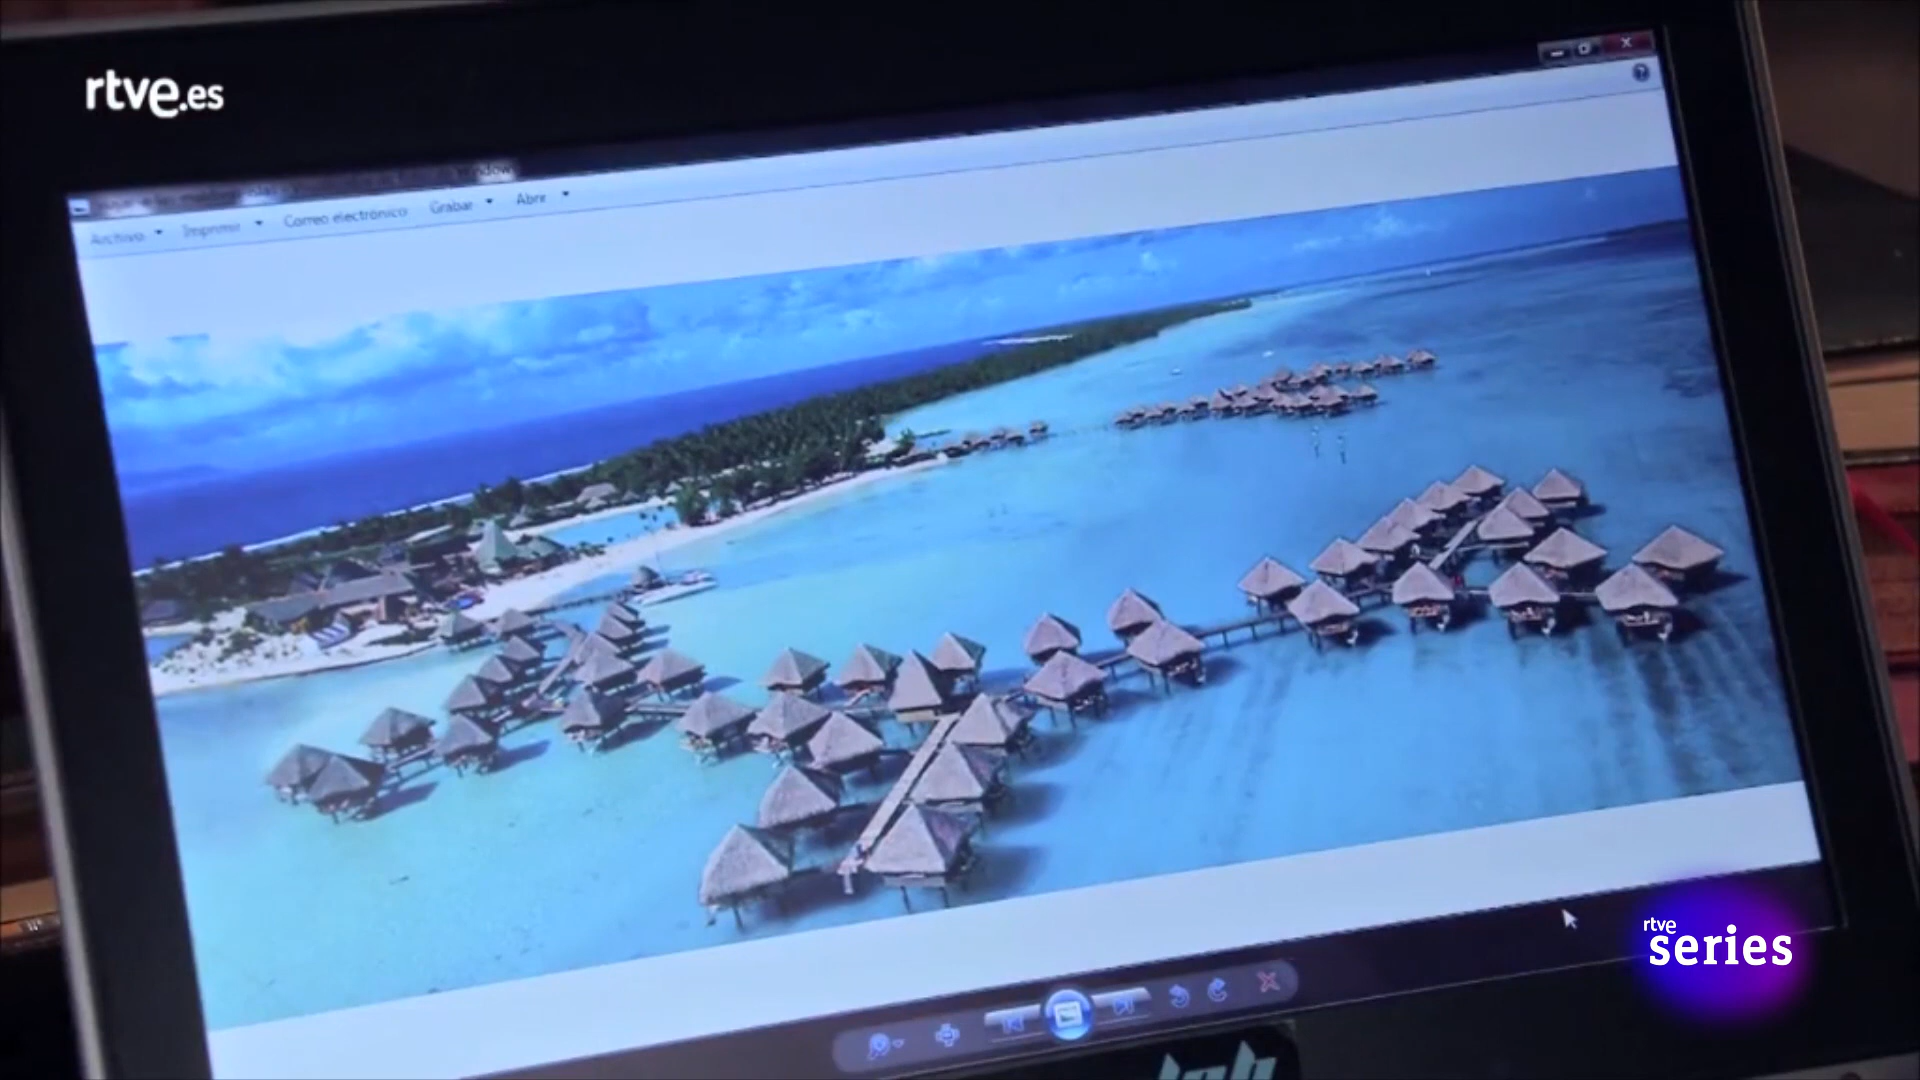 rtve.es
Archivo Imprimir Correo electrónico Grabar Abrir
rtve
series